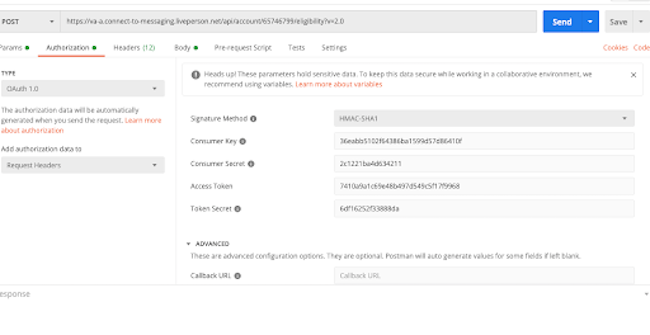 POST https://va-a.connect-to-messaging.liveperson.net/api/account/65746799/eligibility?v=2.0 Send Save
Params Authorization Headers (12) Body Pre-request Script Tests Settings Cookies Code
TYPE
OAuth 1.0
The authorization data will be automatically
generated when you send the request. Learn more
about authorization
Add authorization data to
Request Headers
Heads up! These parameters hold sensitive data. To keep this data secure while working in a collaborative environment, we
recommend using variables. Learn more about variables
Signature Method HMAC-SHA1
Consumer Key 36eabb5102f64386ba1599d57d86410f
Consumer Secret 2c1221ba4d634211
Access Token 7410a9a1c69e48b497d549c5f17f9968
Token Secret 6df16252f33888da
ADVANCED
These are advanced configuration options. They are optional. Postman will auto generate values for some fields if left blank.
Callback URL Callback URL
esponse